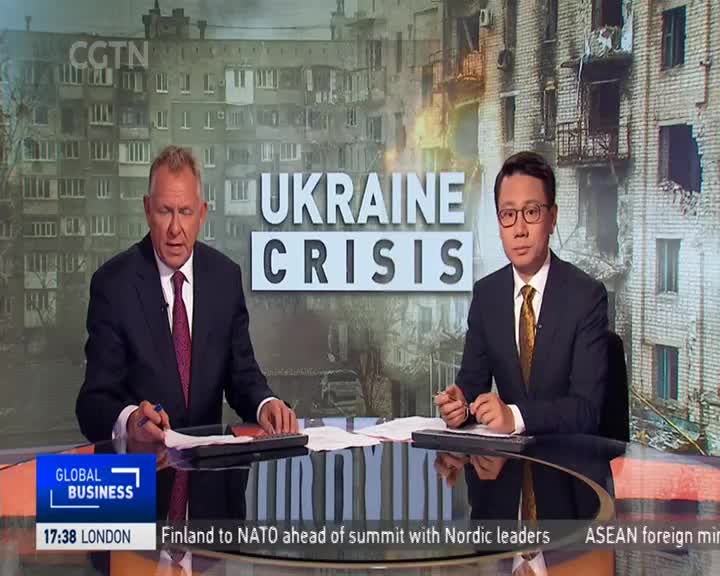 CGTN
UKRAINE
CRISIS
GLOBAL
BUSINESS
17:38 LONDON
Finland to NATO ahead of summit with Nordic leaders
ASEAN foreign min